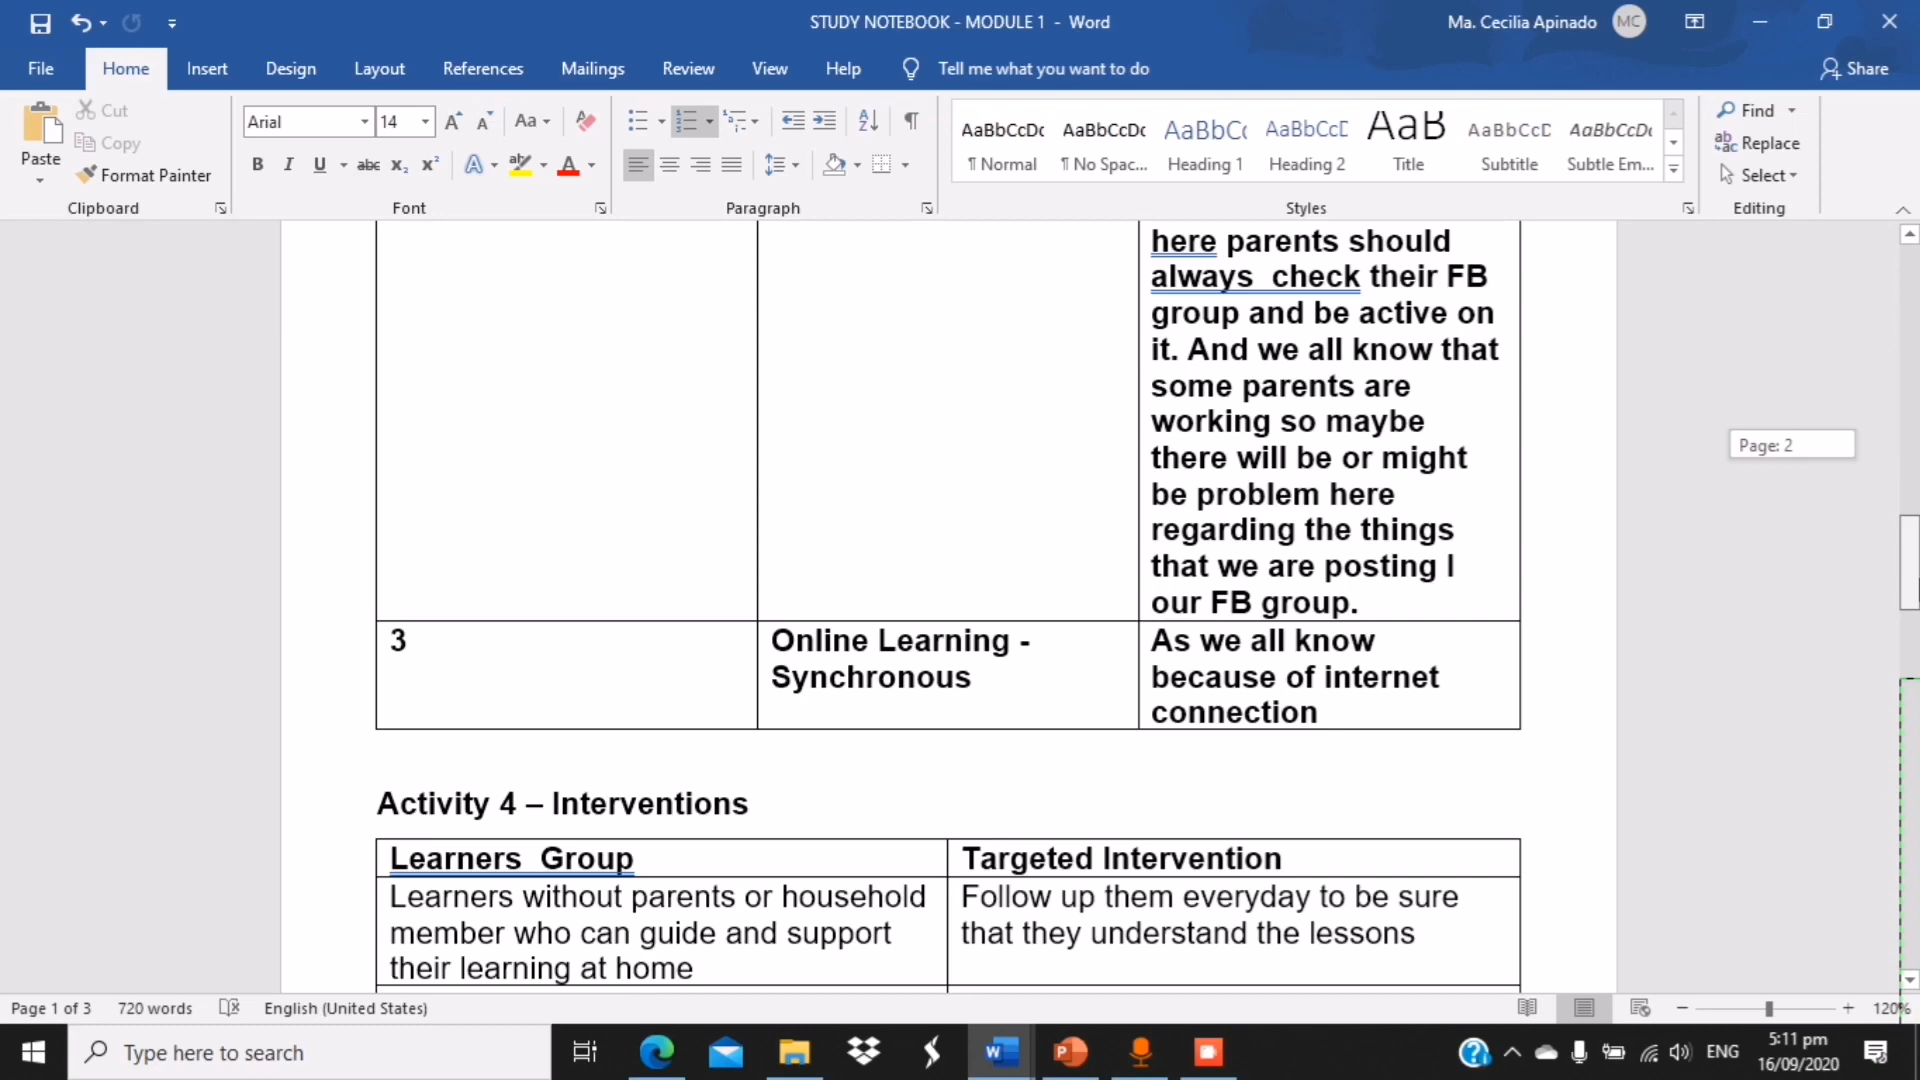 STUDY NOTEBOOK - MODULE 1 - Word
Ma. Cecilia Apinado
MC
File
Home
Insert
Design
Layout
References
Mailings
Review
View
Help
Tell me what you want to do
Share
Paste
Cut
Copy
Format Painter
Clipboard
Arial
14
Aa
B I U abc x₂ x²
A
ab
A
Font
Paragraph
AaBbCcDc
¶ Normal
AaBbCcDc
¶ No Spac...
AaBbCc
Heading 1
AaBbCcE
Heading 2
AaB
Title
AaBbCcD
Subtitle
AaBbCcDc
Subtle Em...
Styles
Find
Replace
Select
Editing
here parents should
always  check their FB
group and be active on
it. And we all know that
some parents are
working so maybe
there will be or might
be problem here
regarding the things
that we are posting I
our FB group.
Page: 2
3
Online Learning -
Synchronous
As we all know
because of internet
connection
Activity 4 – Interventions
Learners  Group
Targeted Intervention
Learners without parents or household
member who can guide and support
their learning at home
Follow up them everyday to be sure
that they understand the lessons
Page 1 of 3
720 words
English (United States)
120%
Type here to search
ENG
5:11 pm
16/09/2020